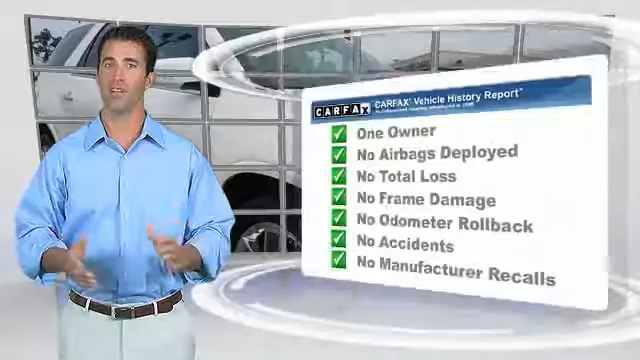 CARFAX CARFAX Vehicle History Report™
One Owner
No Airbags Deployed
No Total Loss
No Frame Damage
No Odometer Rollback
No Accidents
No Manufacturer Recalls